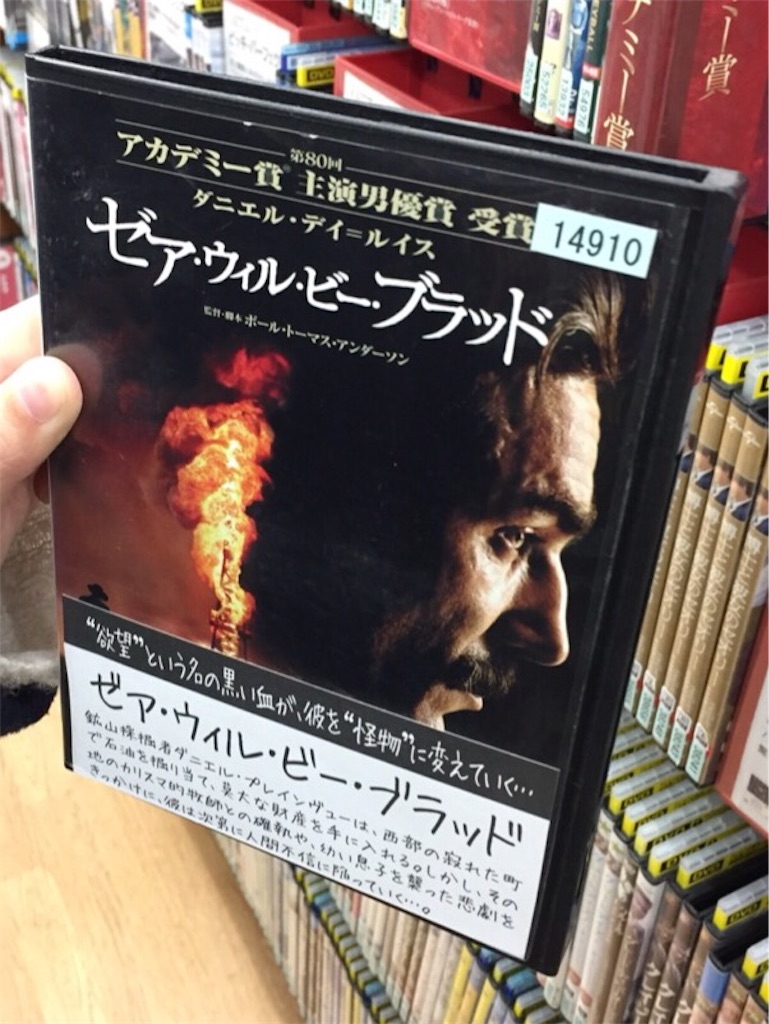 第80回
アカデミー賞® 主演男優賞 受賞
ダニエル・デイ=ルイス
14910
ゼア・ウィル・ビー・ブラッド
監督・脚本 ポール・トーマス・アンダーソン
“欲望”という名の黒い血が、彼を“怪物”に変えていく…
ゼア・ウィル・ビー・ブラッド
鉱山採掘者ダニエル・プレインヴューは、西部の寂れた町
で石油を掘り当て、莫大な財産を手に入れる。しかし、その
地のカリスマ的牧師との確執や、幼い息子を襲った悲劇を
きっかけに、彼は次第に人間不信に陥っていく…。
デミー賞
ー賞
DVD
DVD